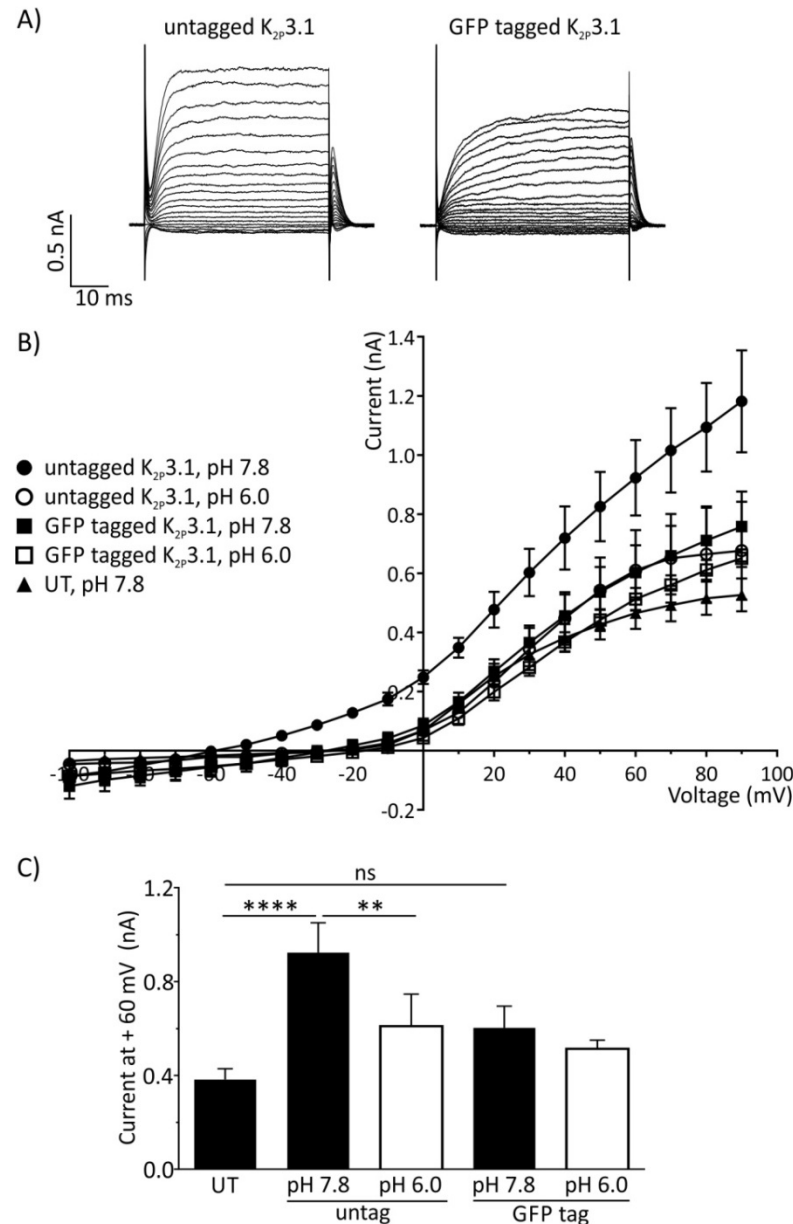 A)
untagged K2P3.1
GFP tagged K2P3.1
0.5 nA
10 ms
B)
Current (nA)
1.4
1.2
1.0
0.8
0.6
0.4
0.2
-0.2
-100
-60
-40
-20
20
40
60
80
100
Voltage (mV)
untagged K2P3.1, pH 7.8
untagged K2P3.1, pH 6.0
GFP tagged K2P3.1, pH 7.8
GFP tagged K2P3.1, pH 6.0
UT, pH 7.8
C)
Current at + 60 mV (nA)
1.2
0.8
0.4
0.0
ns
**** **
UT pH 7.8 pH 6.0 pH 7.8 pH 6.0
untag GFP tag